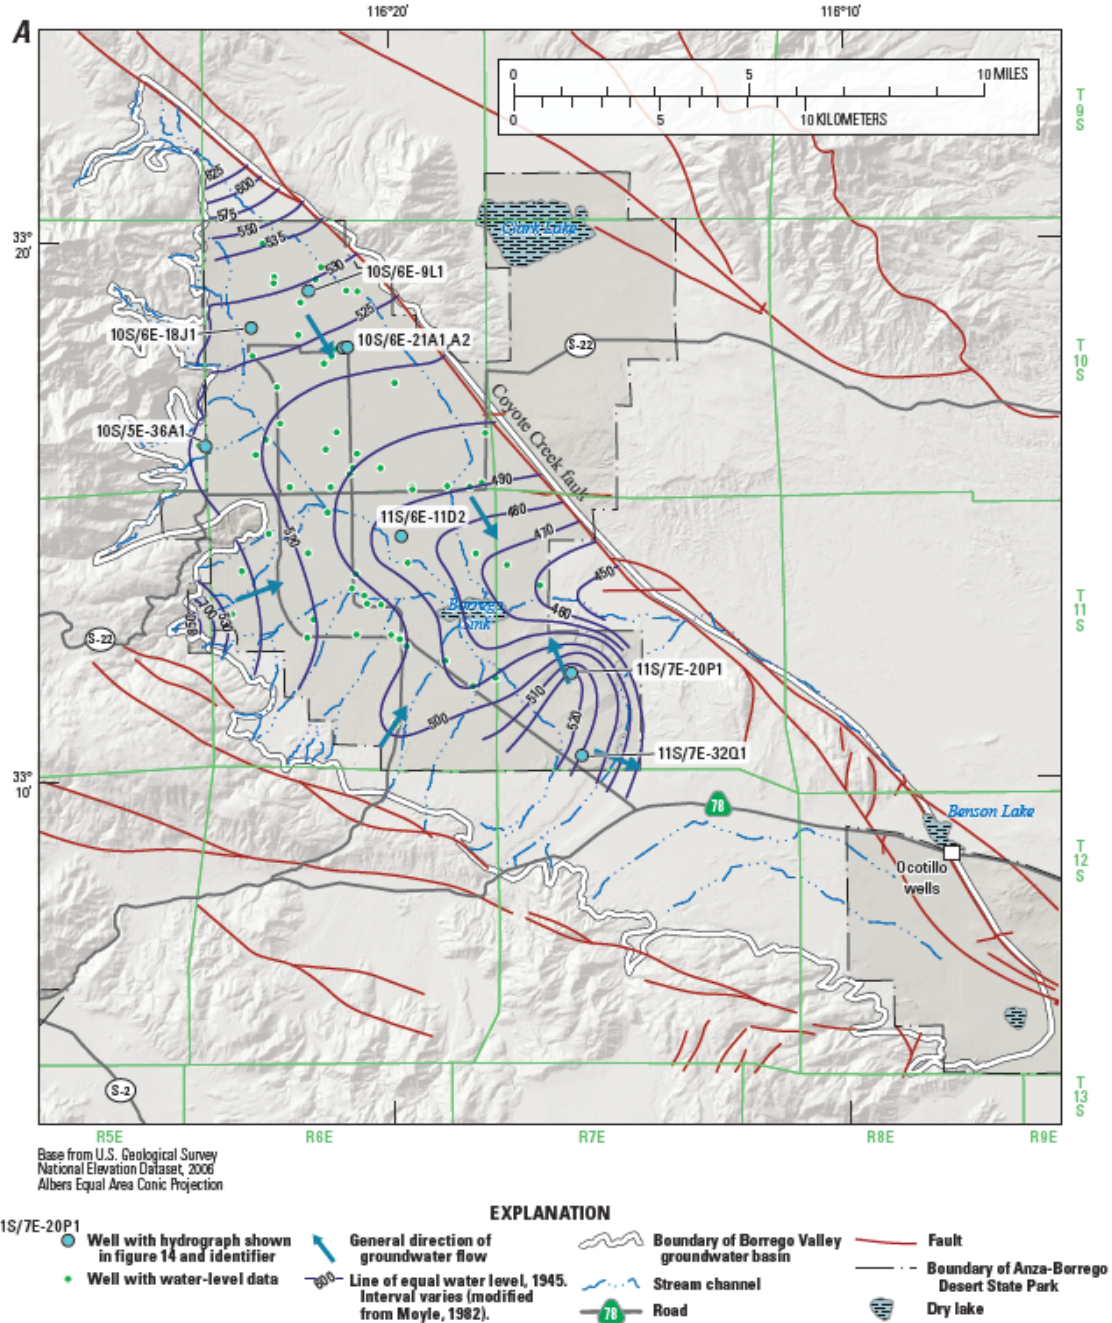 A
116°20'
116°10'
0 5 10 MILES
0 5 10 KILOMETERS
T
9
S
625
600
575
550
535
33°
20'
Clark Lake
530
10S/6E-9L1
525
10S/6E-18J1
10S/6E-21A1,A2
S-22
T
10
S
Coyote Creek fault
10S/5E-36A1
490
480
11S/6E-11D2
470
520
450
T
11
S
700
530
Borrego
Sink
460
S-22
11S/7E-20P1
510
520
500
11S/7E-32Q1
33°
10'
78
Benson Lake
Ocotillo
wells
T
12
S
S-2
T
13
S
R5E
R6E
R7E
R8E
R9E
Base from U.S. Geological Survey
National Elevation Dataset, 2006
Albers Equal Area Conic Projection
EXPLANATION
1S/7E-20P1
Well with hydrograph shown
in figure 14 and identifier
Well with water-level data
General direction of
groundwater flow
600
Line of equal water level, 1945.
Interval varies (modified
from Moyle, 1982).
Boundary of Borrego Valley
groundwater basin
Stream channel
78
Road
Fault
Boundary of Anza-Borrego
Desert State Park
Dry lake